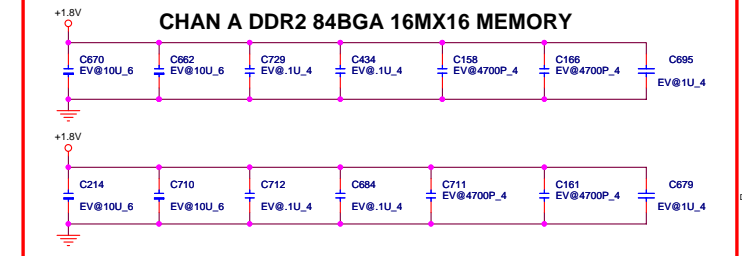 +1.8V
CHAN A DDR2 84BGA 16MX16 MEMORY
C670 C662 C729 C434 C158 C166 C695
EV@10U_6 EV@10U_6 EV@.1U_4 EV@.1U_4 EV@4700P_4 EV@4700P_4 EV@1U_4
+1.8V
C214 C710 C712 C684 C711 C161 C679
EV@10U_6 EV@10U_6 EV@.1U_4 EV@.1U_4 EV@4700P_4 EV@4700P_4 EV@1U_4